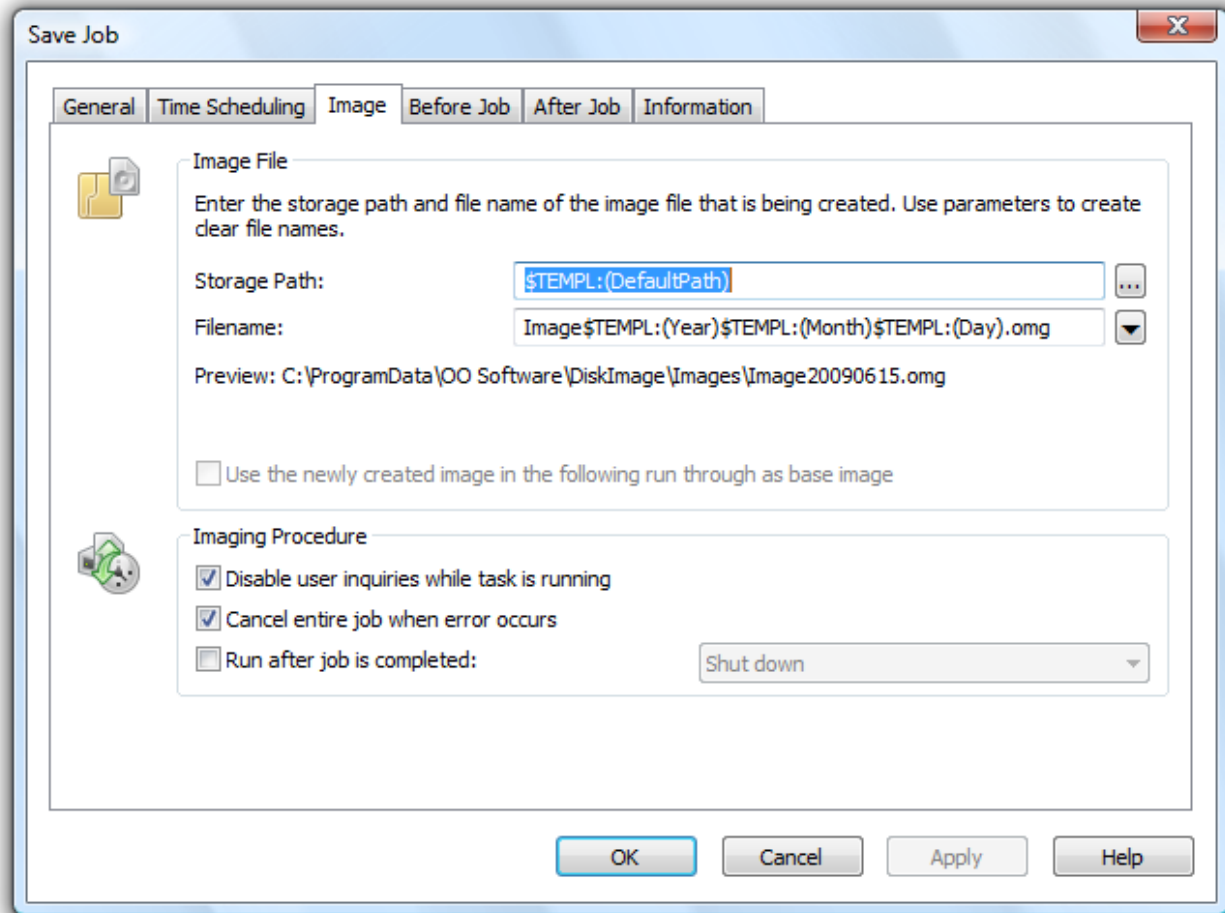 Save Job
General Time Scheduling Image Before Job After Job Information
Image File
Enter the storage path and file name of the image file that is being created. Use parameters to create
clear file names.
Storage Path: $TEMPL:(DefaultPath) ...
Filename: Image$TEMPL:(Year)$TEMPL:(Month)$TEMPL:(Day).omg
Preview: C:\ProgramData\OO Software\DiskImage\Images\Image20090615.omg
Use the newly created image in the following run through as base image
Imaging Procedure
Disable user inquiries while task is running
Cancel entire job when error occurs
Run after job is completed: Shut down
OK Cancel Apply Help